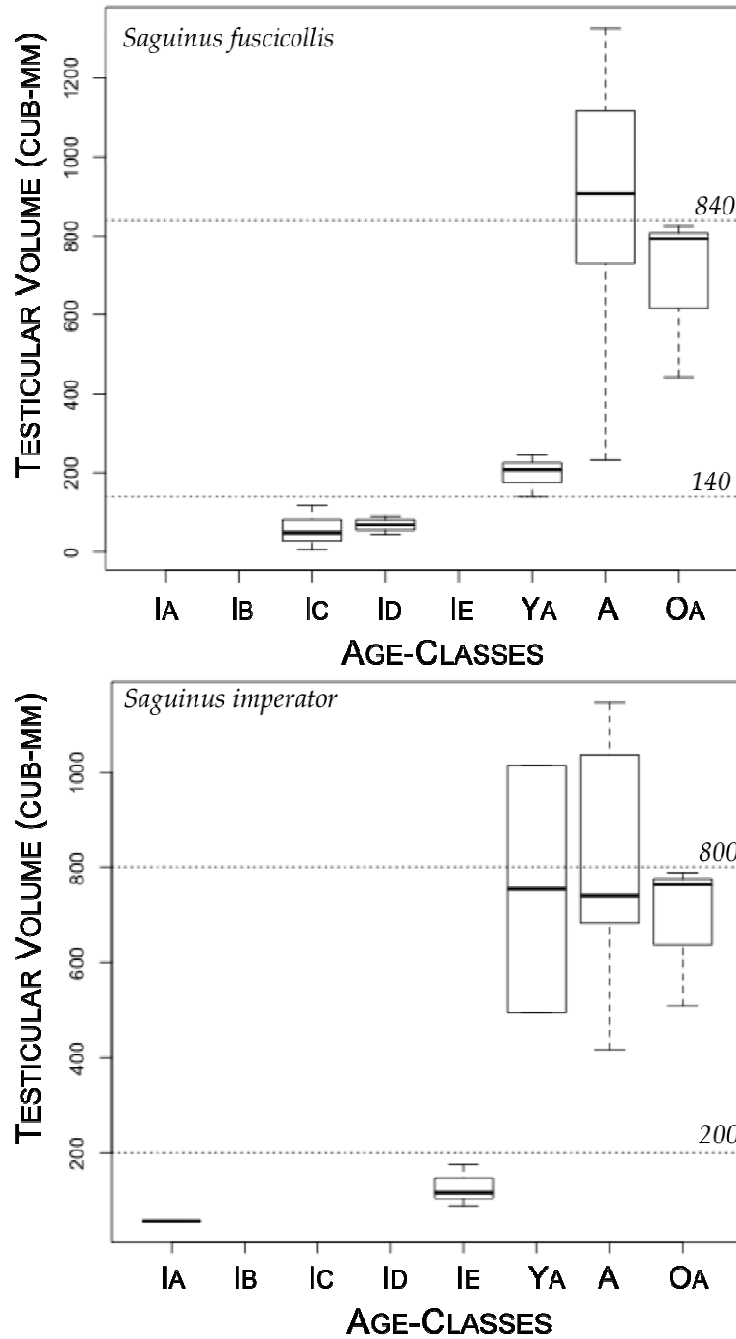 Saguinus fuscicollis
TESTICULAR VOLUME (CUB-MM)
1200
1000
800
600
400
200
0
840
140
IA IB IC ID IE YA A OA
AGE-CLASSES
Saguinus imperator
TESTICULAR VOLUME (CUB-MM)
1000
800
600
400
200
800
200
IA IB IC ID IE YA A OA
AGE-CLASSES